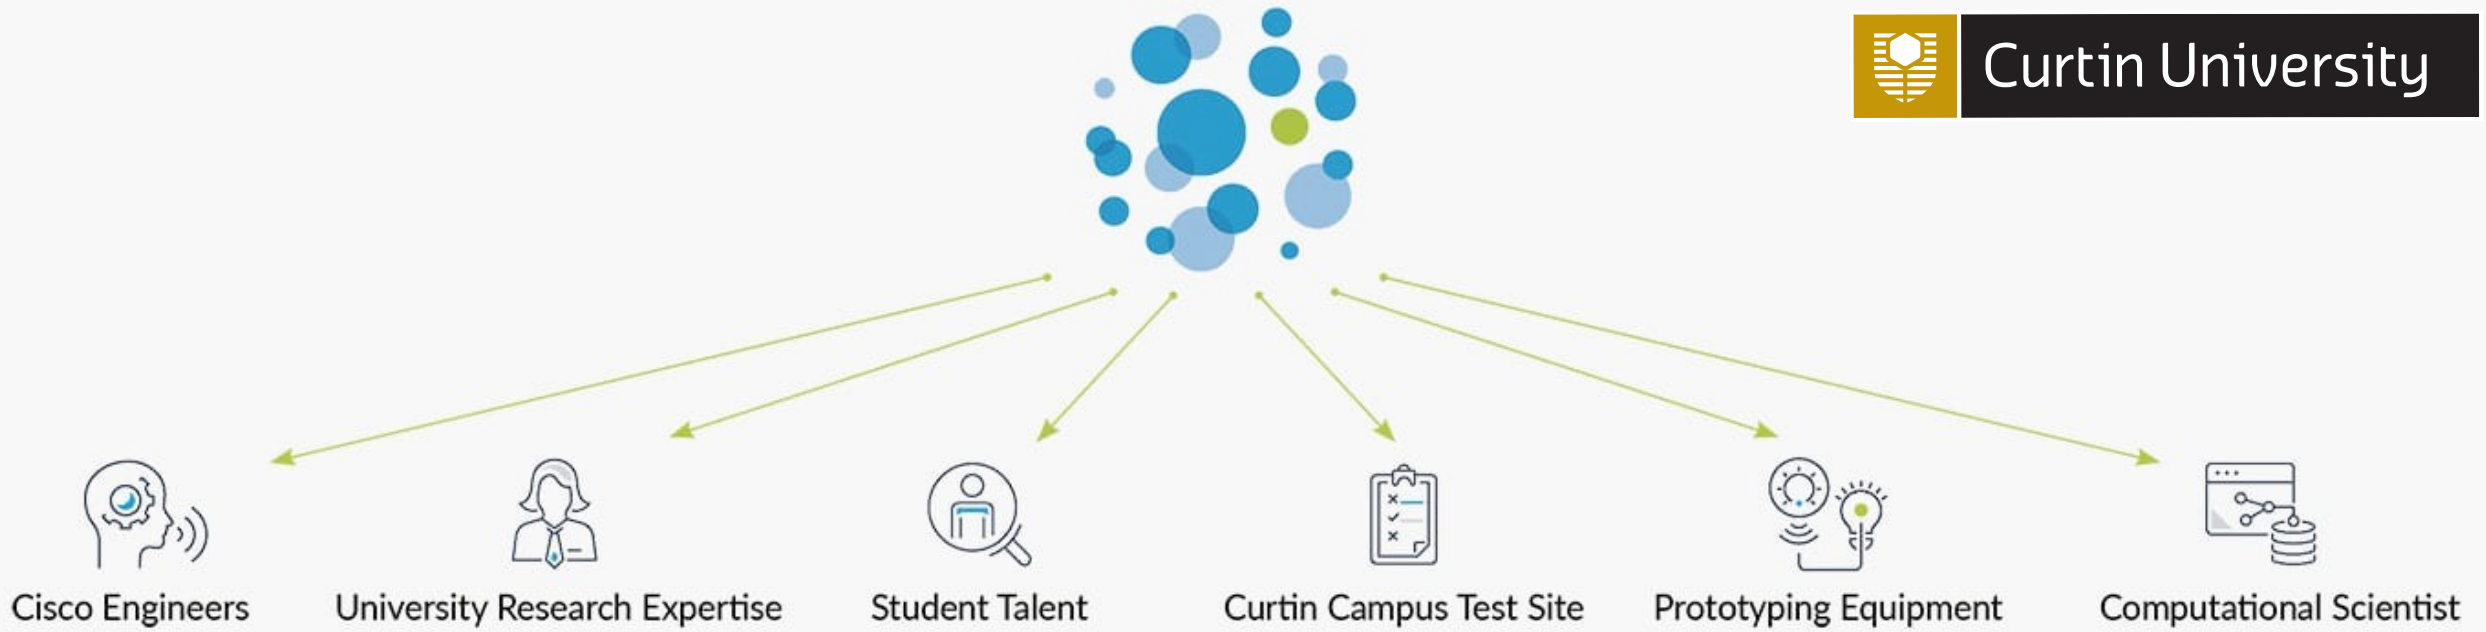 Curtin University
Cisco Engineers
University Research Expertise
Student Talent
Curtin Campus Test Site
Prototyping Equipment
Computational Scientist